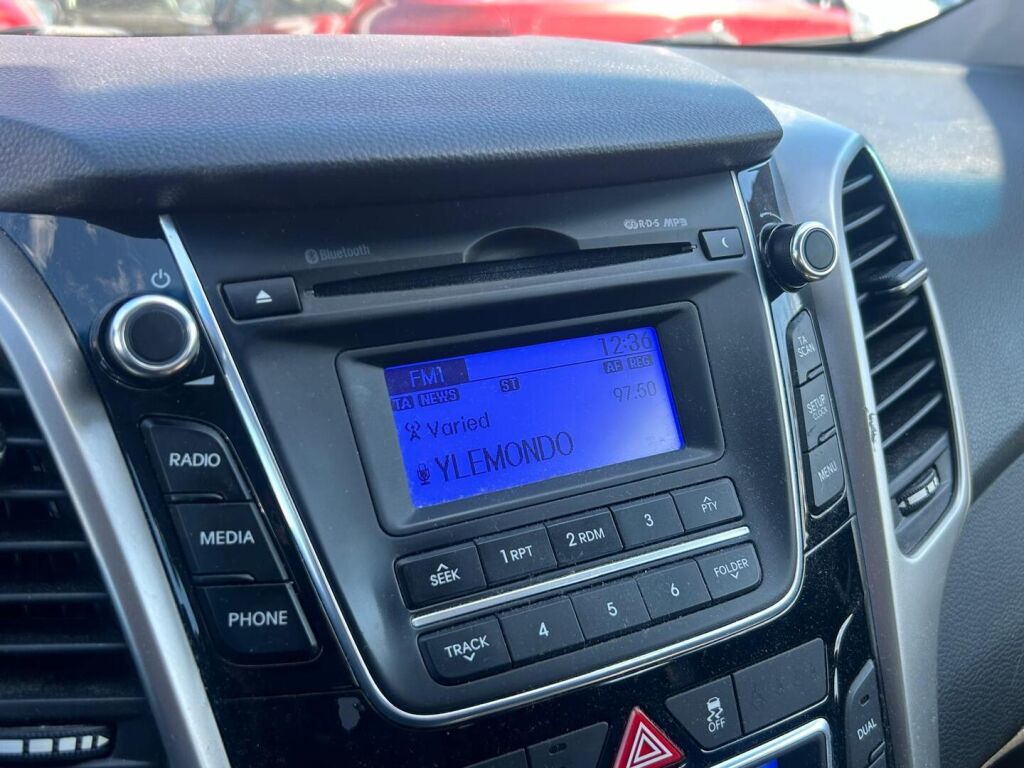 Bluetooth
R·D·S MP3
12:36
FM1
AF REG
TA NEWS ST
97.50
Varied
YLEMONDO
TA
SCAN
SETUP
CLOCK
MENU
RADIO
MEDIA
PHONE
SEEK 1 RPT 2 RDM 3 PTY
TRACK 4 5 6 FOLDER
OFF
DUAL